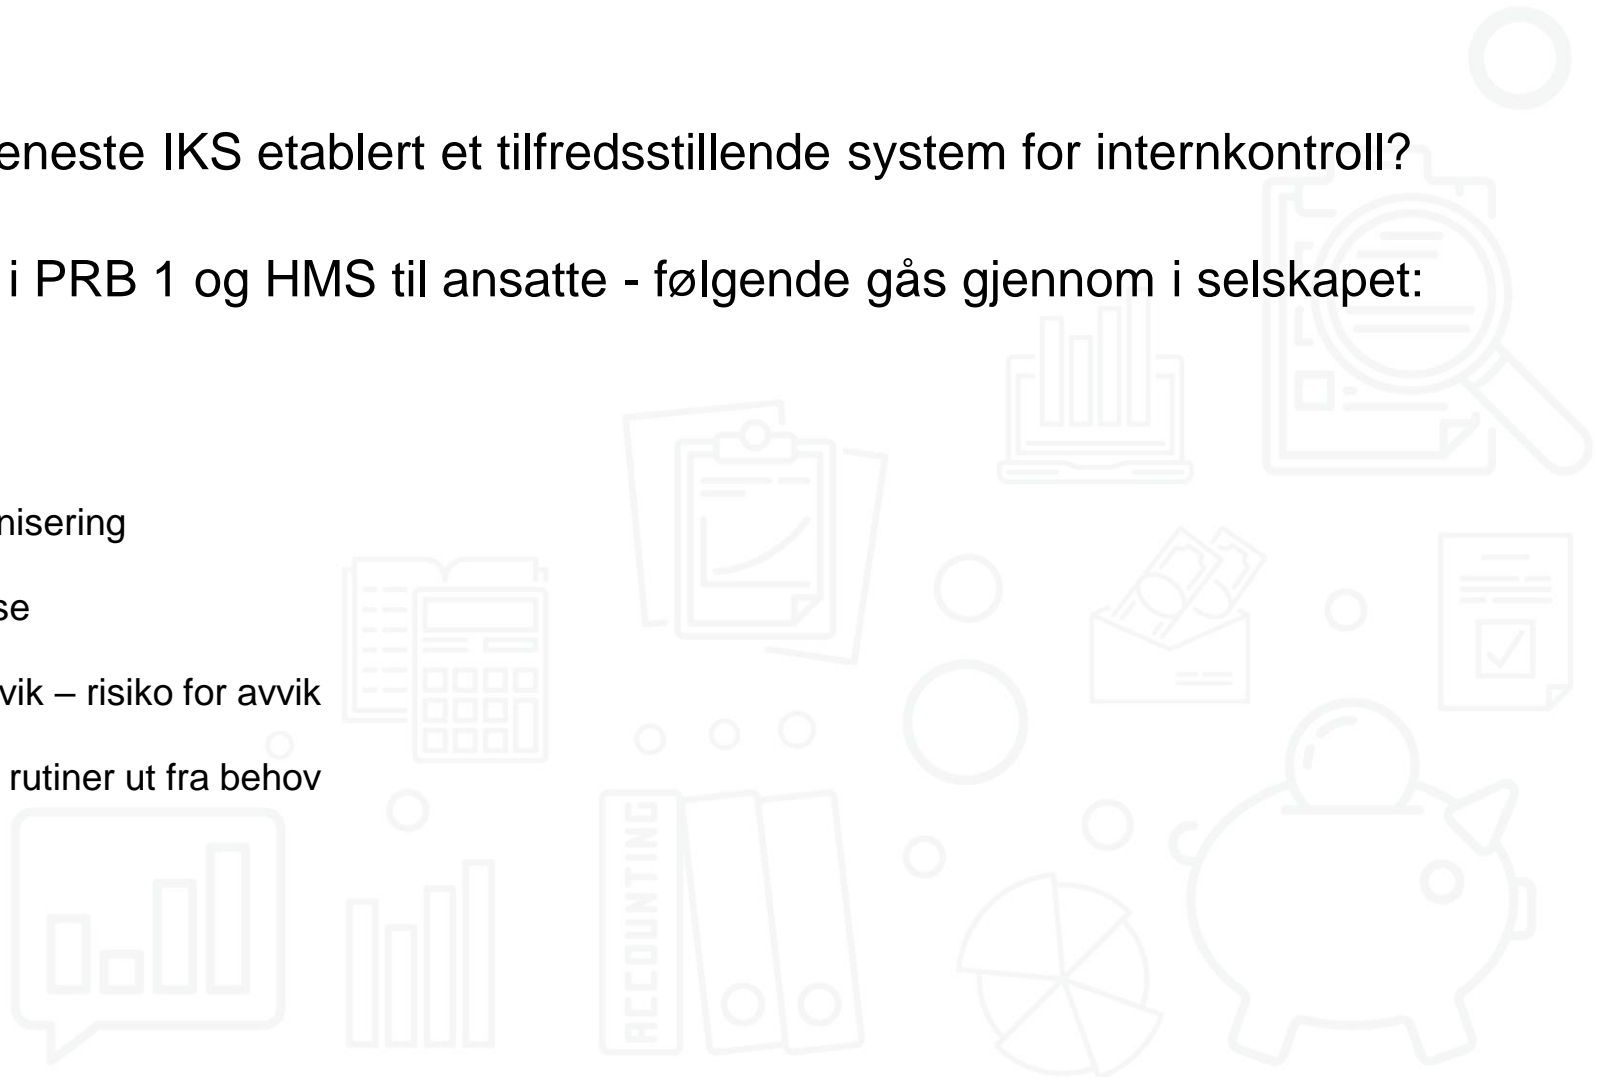 eneste IKS etablert et tilfredsstillende system for internkontroll?
i PRB 1 og HMS til ansatte - følgende gås gjennom i selskapet:
nisering
se
vik – risiko for avvik
rutiner ut fra behov
ACCOUNTING